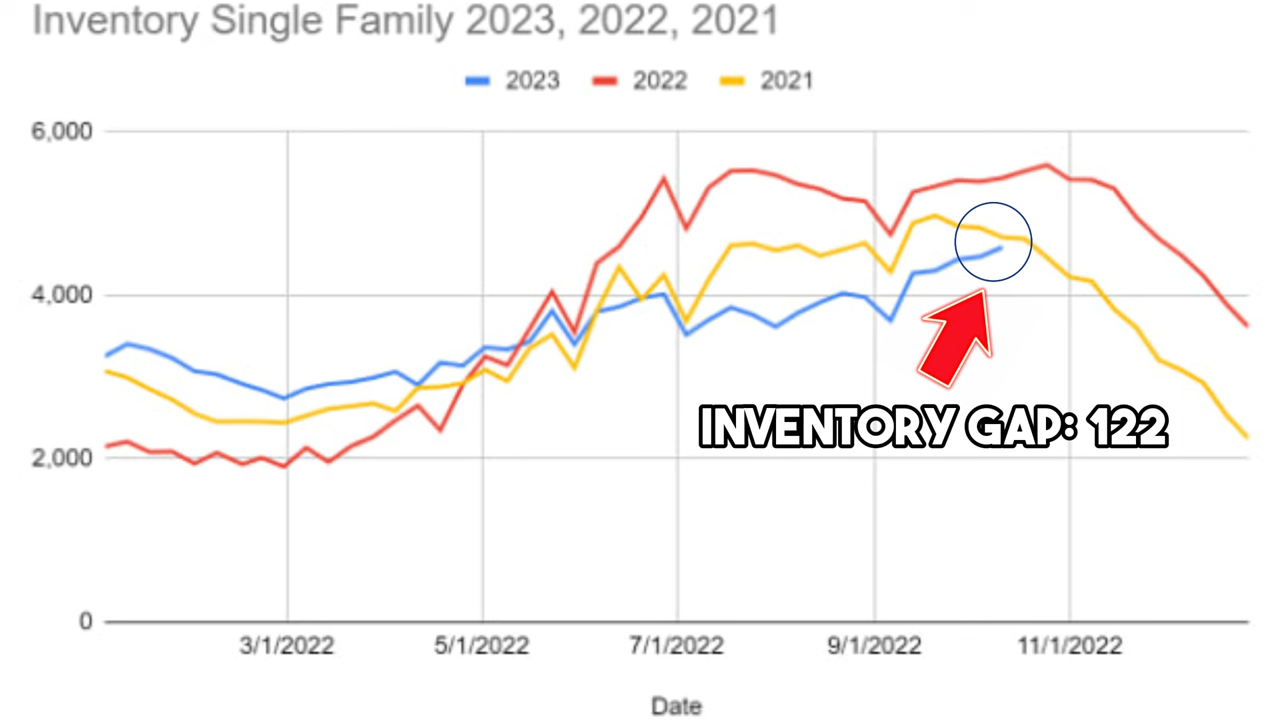 Inventory Single Family 2023, 2022, 2021
2023 2022 2021
6,000
4,000
INVENTORY GAP: 122
2,000
0
3/1/2022 5/1/2022 7/1/2022 9/1/2022 11/1/2022
Date